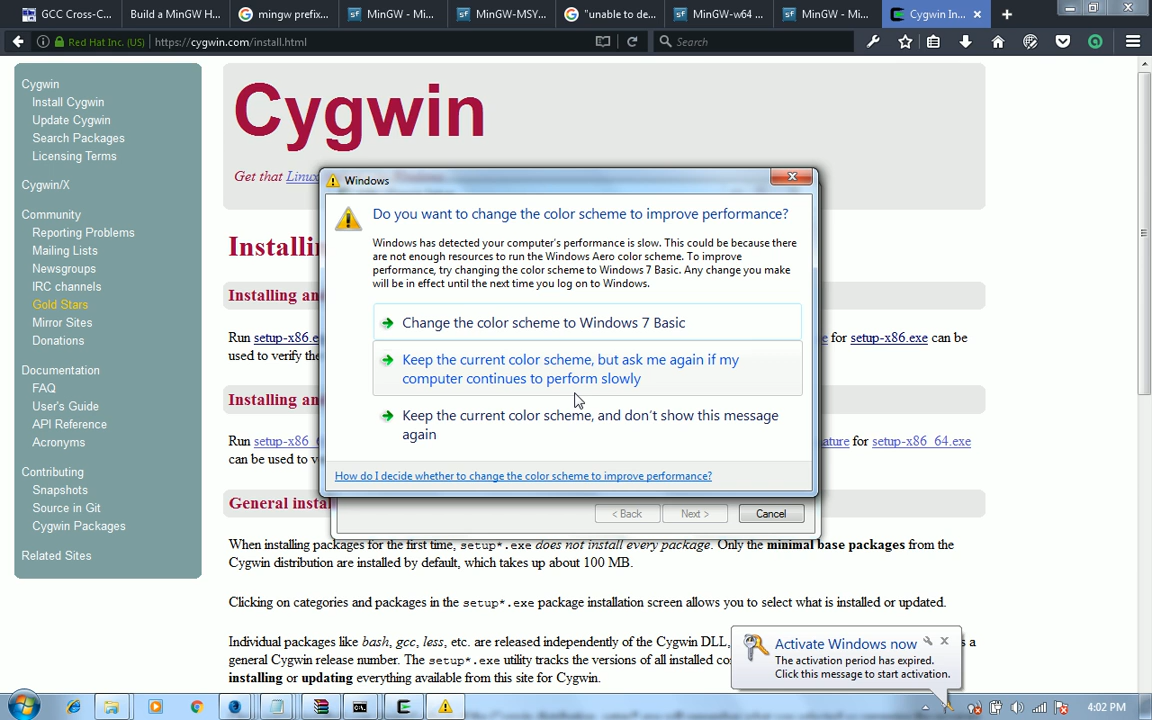 GCC Cross-C...
Build a MinGW H...
mingw prefix...
MinGW - Mi...
MinGW-MSY...
"unable to de...
MinGW-w64 ...
MinGW - Mi...
Cygwin In...
Red Hat Inc. (US)
https://cygwin.com/install.html
Search
Cygwin
Install Cygwin
Update Cygwin
Search Packages
Licensing Terms
Cygwin/X
Community
Reporting Problems
Mailing Lists
Newsgroups
IRC channels
Gold Stars
Mirror Sites
Donations
Documentation
FAQ
User's Guide
API Reference
Acronyms
Contributing
Snapshots
Source in Git
Cygwin Packages
Related Sites
Cygwin
Get that Linux
Windows
Do you want to change the color scheme to improve performance?
Windows has detected your computer's performance is slow. This could be because there
are not enough resources to run the Windows Aero color scheme. To improve
performance, try changing the color scheme to Windows 7 Basic. Any change you make
will be in effect until the next time you log on to Windows.
Change the color scheme to Windows 7 Basic
Keep the current color scheme, but ask me again if my
computer continues to perform slowly
Keep the current color scheme, and don't show this message
again
How do I decide whether to change the color scheme to improve performance?
< Back
Next >
Cancel
Run setup-x86.e
for setup-x86.exe can be
used to verify the
Run setup-x86_
ature for setup-x86_64.exe
can be used to v
General instal
When installing packages for the first time, setup*.exe does not install every package. Only the minimal base packages from the
Cygwin distribution are installed by default, which takes up about 100 MB.
Clicking on categories and packages in the setup*.exe package installation screen allows you to select what is installed or updated.
Individual packages like bash, gcc, less, etc. are released independently of the Cygwin DLL,
general Cygwin release number. The setup*.exe utility tracks the versions of all installed co
installing or updating everything available from this site for Cygwin.
Activate Windows now
The activation period has expired.
Click this message to start activation.
4:02 PM